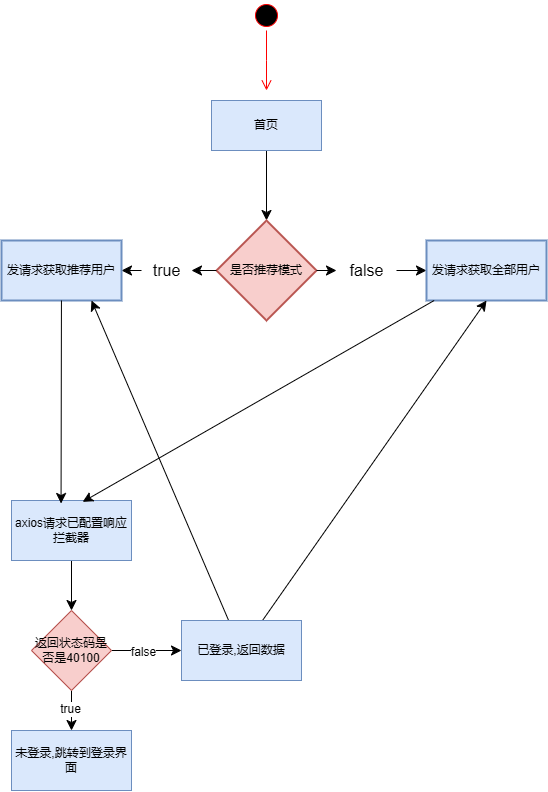 首页
发请求获取推荐用户
true
是否推荐模式
false
发请求获取全部用户
axios请求已配置响应
拦截器
返回状态码是
否是40100
false
已登录,返回数据
true
未登录,跳转到登录界
面